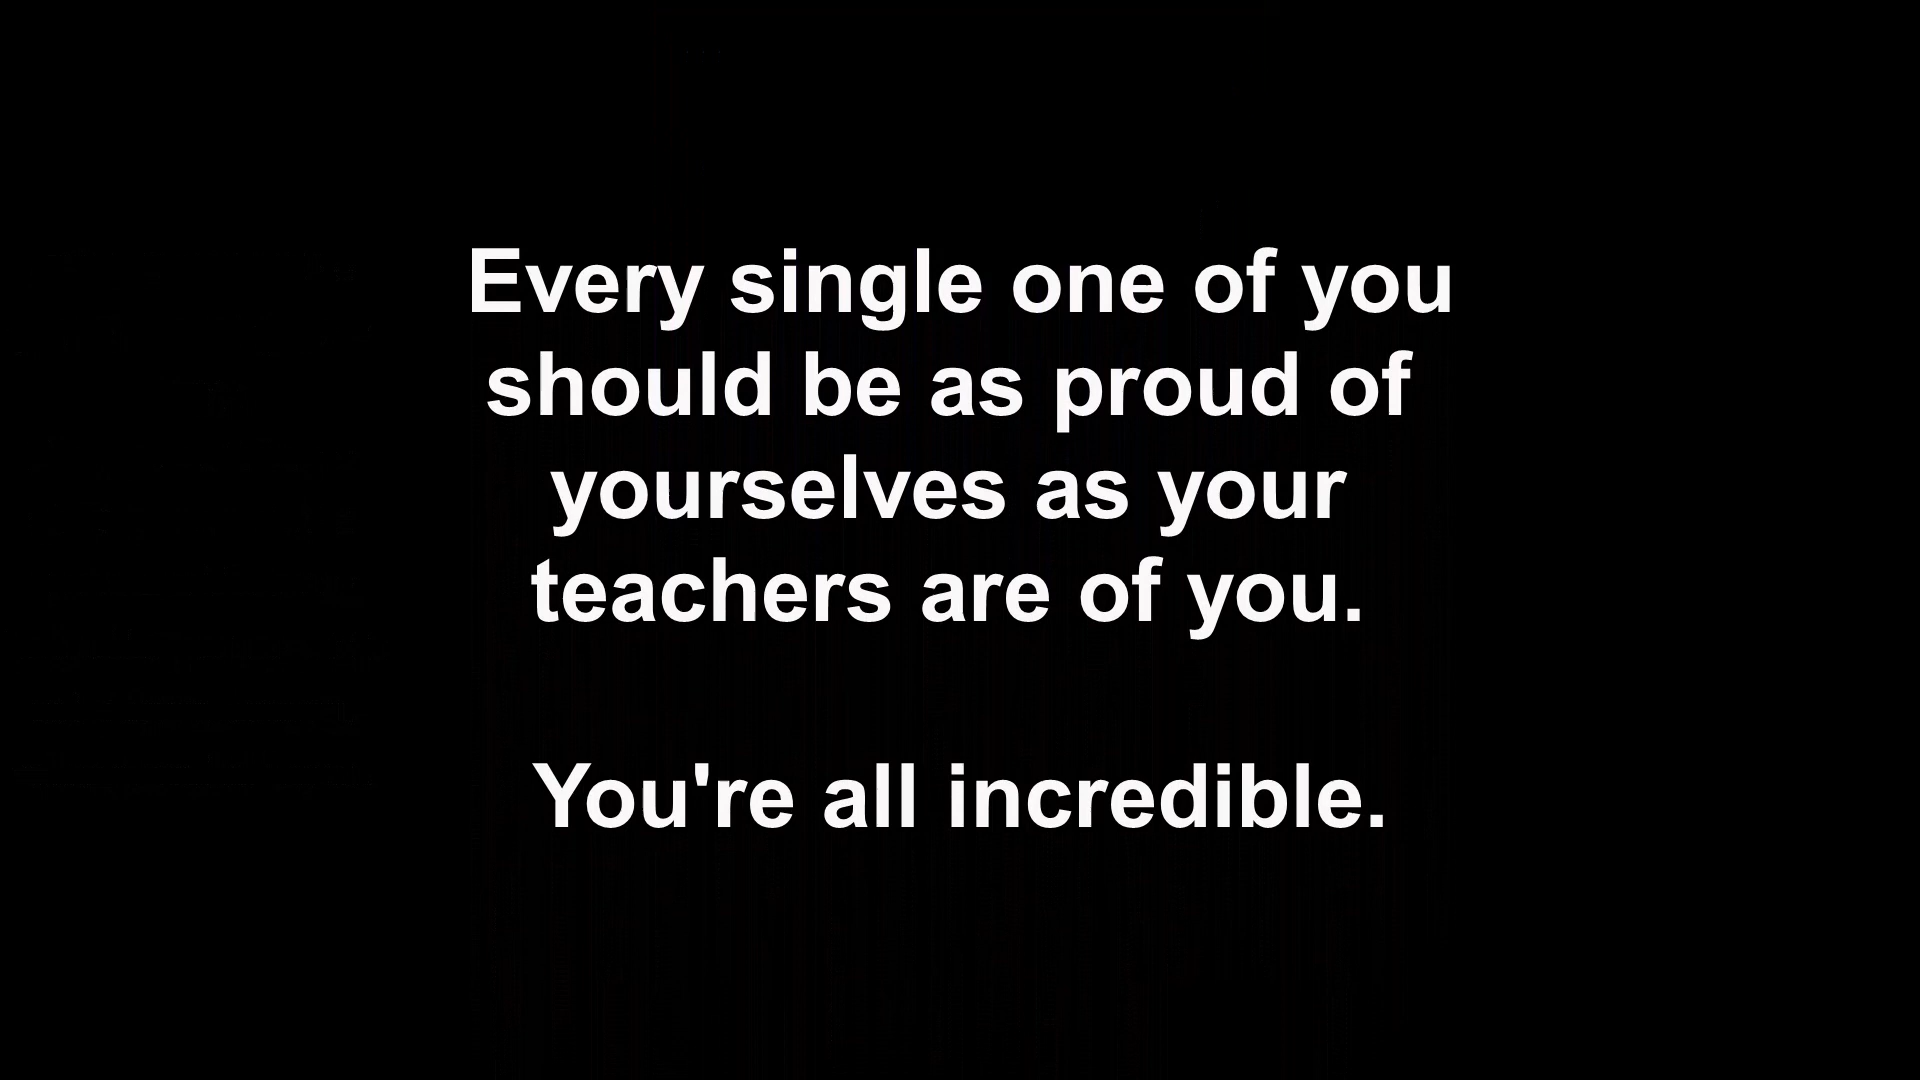 Every single one of you
should be as proud of
yourselves as your
teachers are of you.
You're all incredible.